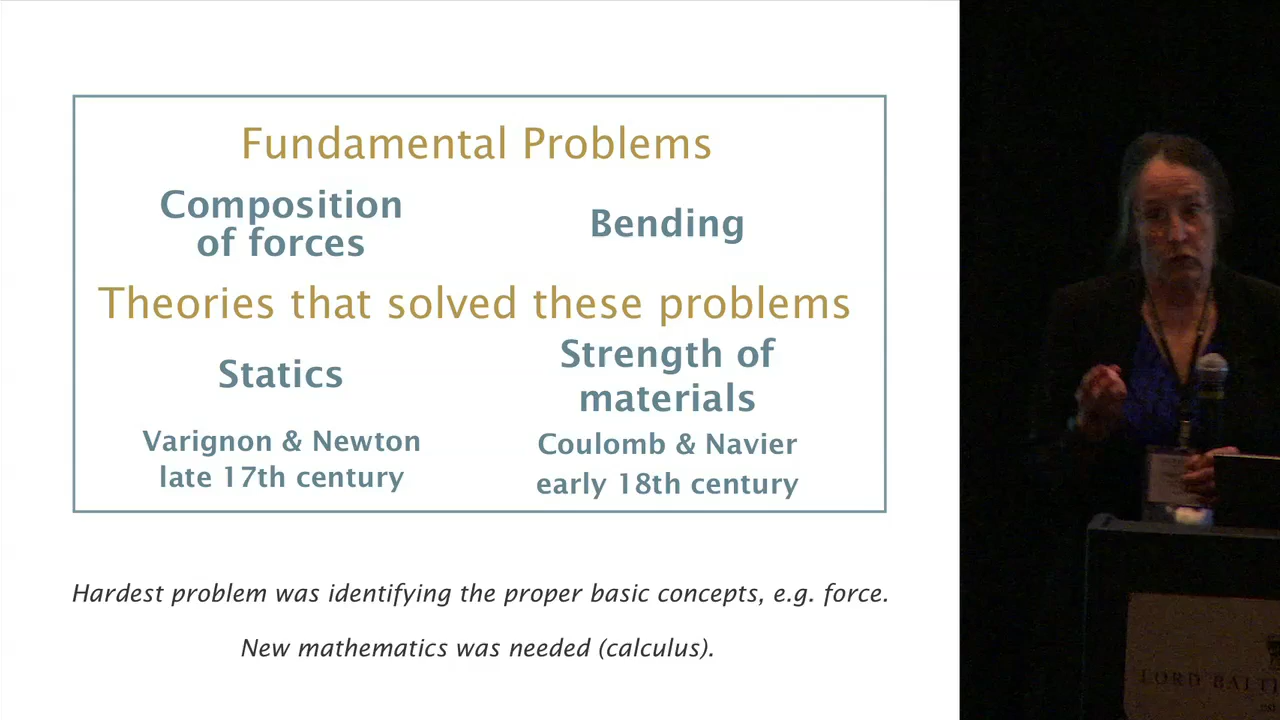 Fundamental Problems
Composition
of forces
Bending
Theories that solved these problems
Statics
Strength of
materials
Varignon & Newton
late 17th century
Coulomb & Navier
early 18th century
Hardest problem was identifying the proper basic concepts, e.g. force.
New mathematics was needed (calculus).
LORD BALTI